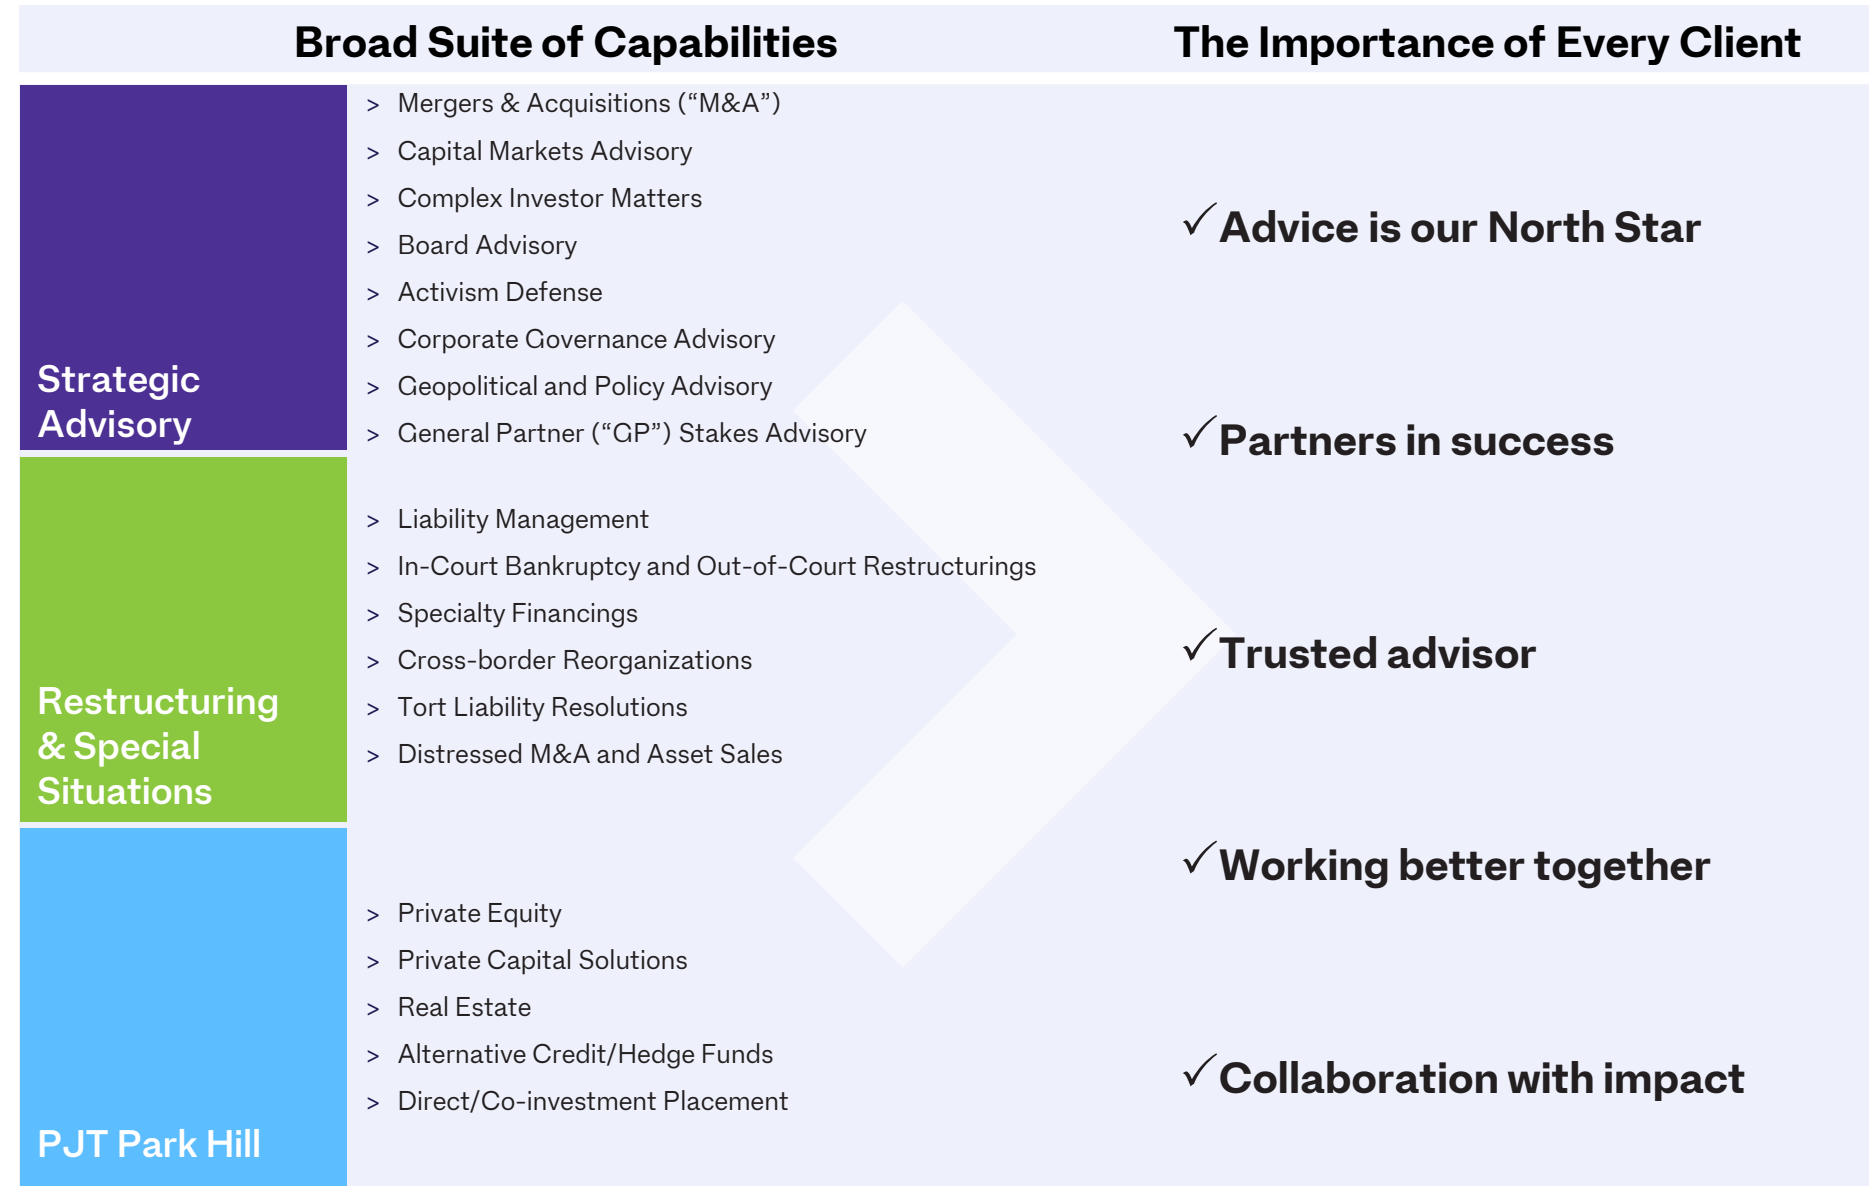 Broad Suite of Capabilities
The Importance of Every Client
Strategic
Advisory
> Mergers & Acquisitions (“M&A”)
> Capital Markets Advisory
> Complex Investor Matters
> Board Advisory
> Activism Defense
> Corporate Governance Advisory
> Geopolitical and Policy Advisory
> General Partner (“GP”) Stakes Advisory
Restructuring
& Special
Situations
> Liability Management
> In-Court Bankruptcy and Out-of-Court Restructurings
> Specialty Financings
> Cross-border Reorganizations
> Tort Liability Resolutions
> Distressed M&A and Asset Sales
PJT Park Hill
> Private Equity
> Private Capital Solutions
> Real Estate
> Alternative Credit/Hedge Funds
> Direct/Co-investment Placement
✓Advice is our North Star
✓Partners in success
✓Trusted advisor
✓Working better together
✓Collaboration with impact